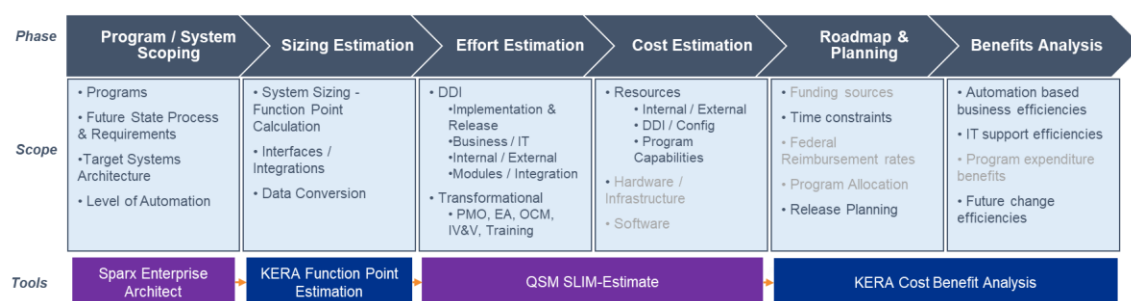 Phase
Program / System
Scoping
Sizing Estimation
Effort Estimation
Cost Estimation
Roadmap &
Planning
Benefits Analysis
Scope
• Programs
• Future State Process
& Requirements
•Target Systems
Architecture
• Level of Automation
• System Sizing -
Function Point
Calculation
• Interfaces /
Integrations
• Data Conversion
• DDI
•Implementation &
Release
•Business / IT
•Internal / External
•Modules / Integration
• Transformational
• PMO, EA, OCM,
IV&V, Training
• Resources
• Internal / External
• DDI / Config
• Program
Capabilities
• Hardware /
Infrastructure
• Software
• Funding sources
• Time constraints
• Federal
Reimbursement rates
• Program Allocation
• Release Planning
• Automation based
business efficiencies
• IT support efficiencies
• Program expenditure
benefits
• Future change
efficiencies
Tools
Sparx Enterprise
Architect
KERA Function Point
Estimation
QSM SLIM-Estimate
KERA Cost Benefit Analysis